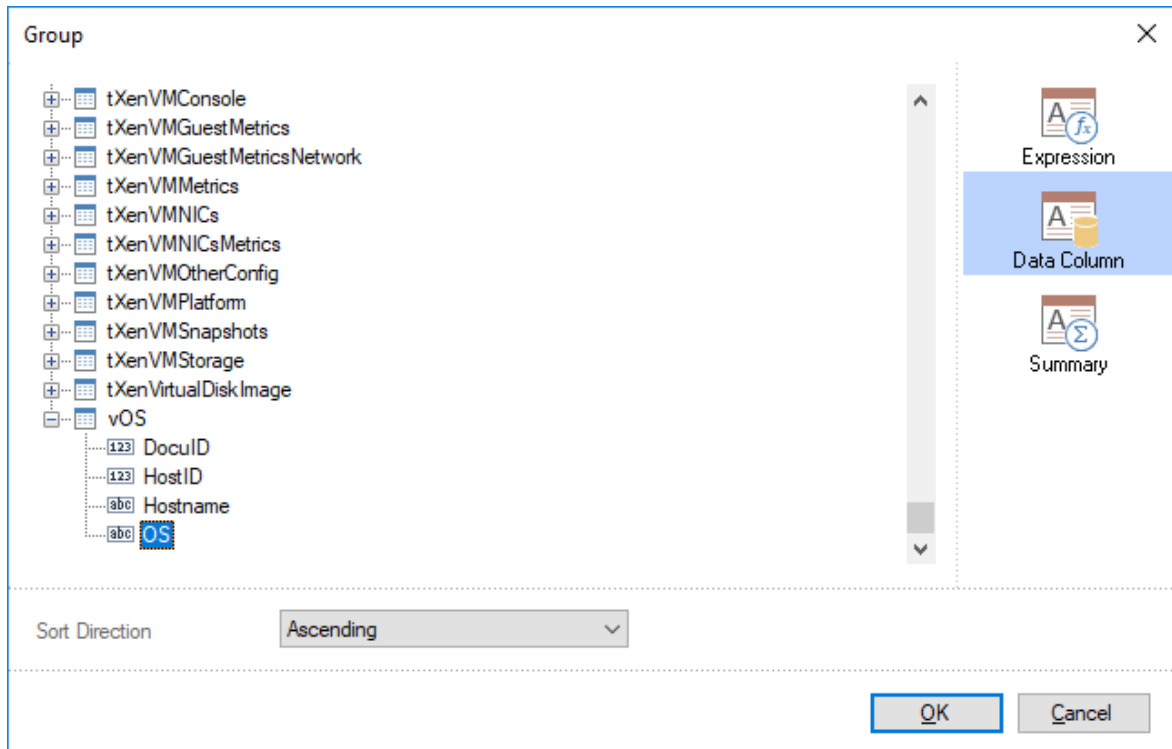 Group
tXenVMConsole
tXenVMGuestMetrics
tXenVMGuestMetricsNetwork
tXenVMMetrics
tXenVMNICs
tXenVMNICsMetrics
tXenVMOtherConfig
tXenVMPlatform
tXenVMSnapshots
tXenVMStorage
tXenVirtualDiskImage
vOS
123 DocuID
123 HostID
abc Hostname
abc OS
A fx
Expression
A
Data Column
A Σ
Summary
Sort Direction Ascending
OK Cancel